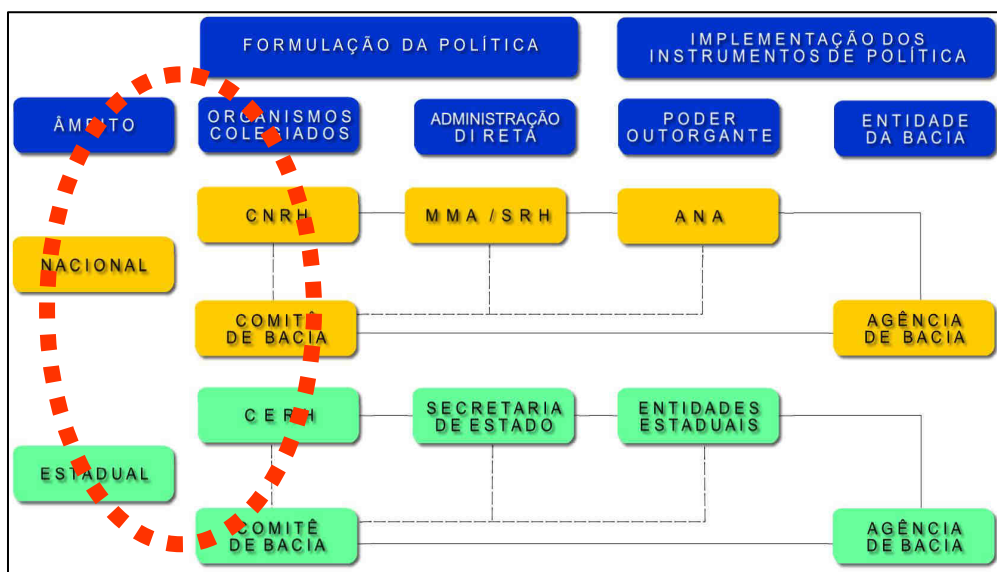 FORMULAÇÃO DA POLÍTICA
IMPLEMENTAÇÃO DOS
INSTRUMENTOS DE POLÍTICA
ÂMBITO
ORGANISMOS
COLEGIADOS
ADMINISTRAÇÃO
DIRETA
PODER
OUTORGANTE
ENTIDADE
DA BACIA
CNRH
MMA / SRH
ANA
NACIONAL
COMITÊ
DE BACIA
AGÊNCIA
DE BACIA
CERH
SECRETARIA
DE ESTADO
ENTIDADES
ESTADUAIS
ESTADUAL
COMITÊ
DE BACIA
AGÊNCIA
DE BACIA